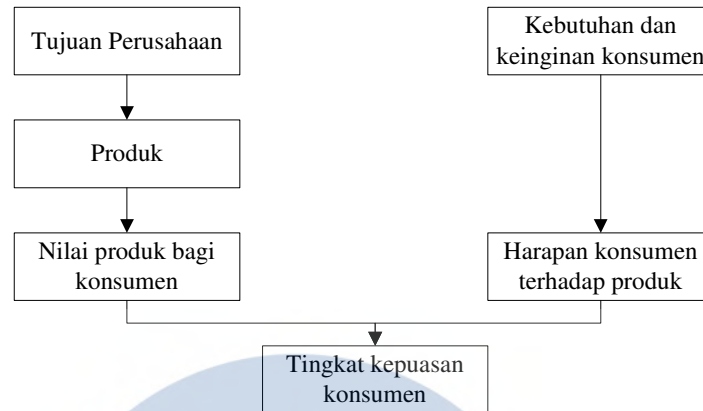 Tujuan Perusahaan
Kebutuhan dan
keinginan konsumen
Produk
Nilai produk bagi
konsumen
Harapan konsumen
terhadap produk
Tingkat kepuasan
konsumen